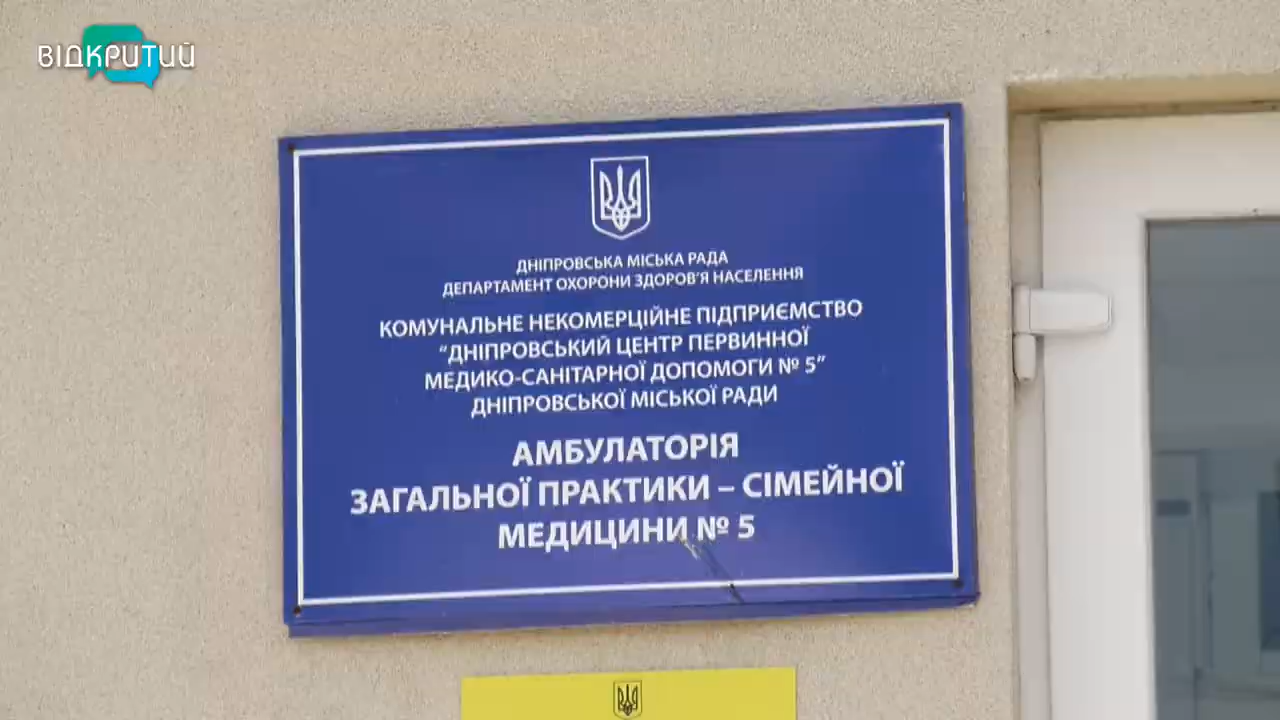 ВІДКРИТИЙ
ДНІПРОВСЬКА МІСЬКА РАДА
ДЕПАРТАМЕНТ ОХОРОНИ ЗДОРОВ'Я НАСЕЛЕННЯ
КОМУНАЛЬНЕ НЕКОМЕРЦІЙНЕ ПІДПРИЄМСТВО
"ДНІПРОВСЬКИЙ ЦЕНТР ПЕРВИННОЇ
МЕДИКО-САНІТАРНОЇ ДОПОМОГИ № 5"
ДНІПРОВСЬКОЇ МІСЬКОЇ РАДИ
АМБУЛАТОРІЯ
ЗАГАЛЬНОЇ ПРАКТИКИ – СІМЕЙНОЇ
МЕДИЦИНИ № 5